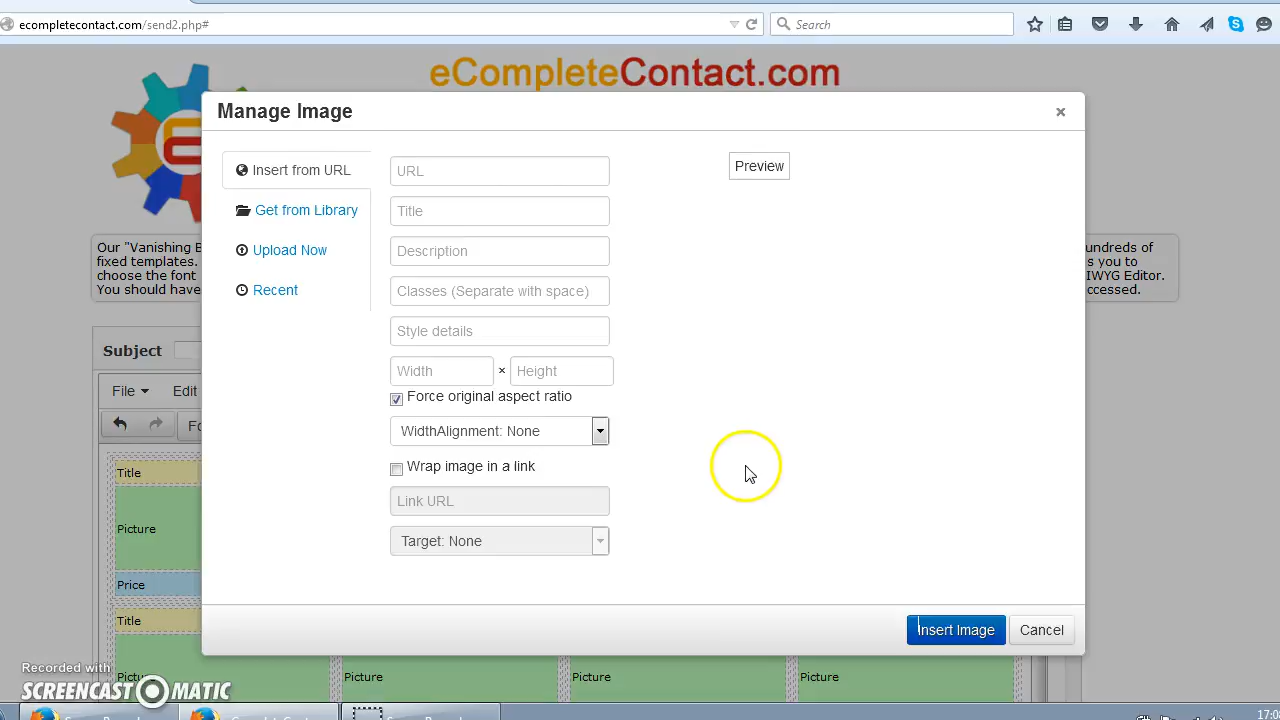 ecompletecontact.com/send2.php#
Search
eCompleteContact.com
Manage Image
×
Insert from URL
URL
Preview
Get from Library
Title
Upload Now
Description
Recent
Classes (Separate with space)
Style details
Width × Height
Force original aspect ratio
WidthAlignment: None
Wrap image in a link
Link URL
Target: None
Insert Image
Cancel
Our "Vanishing B
fixed templates.
choose the font
You should have
undreds of
s you to
IWYG Editor.
ccessed.
Subject
File Edit
Fo
Title
Picture
Price
Title
Picture Picture Picture
Recorded with
SCREENCAST MATIC